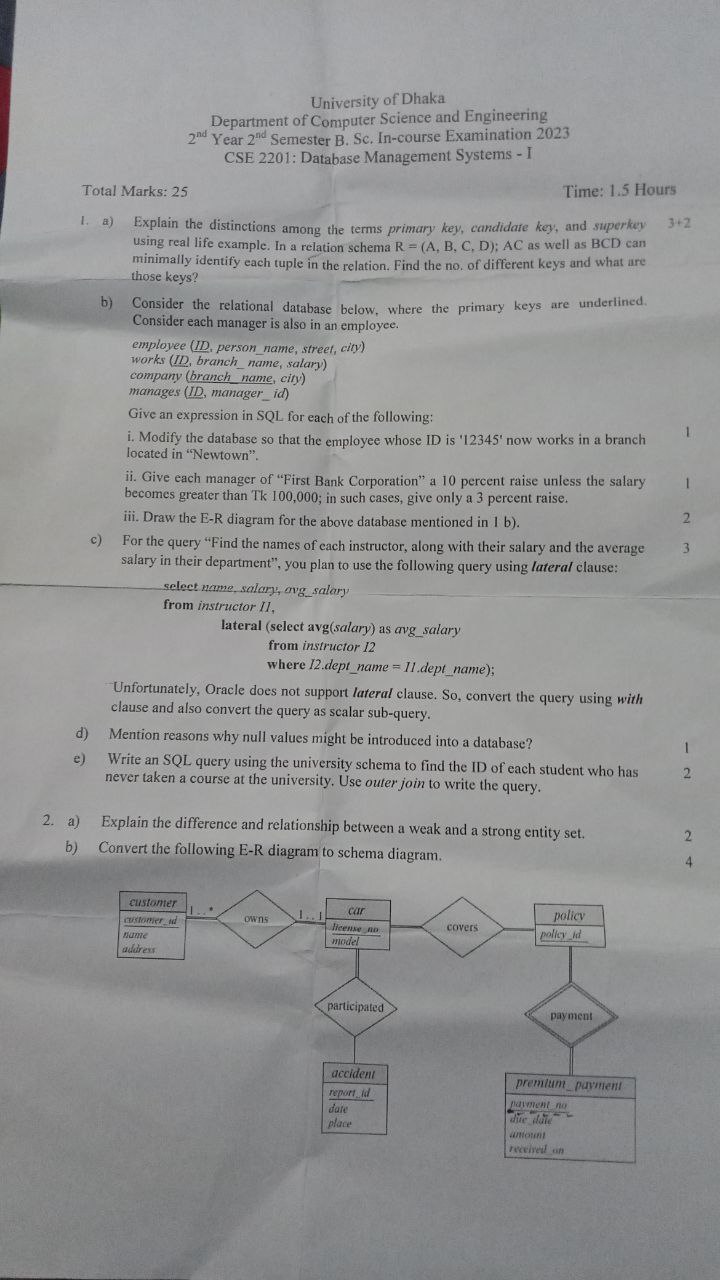 University of Dhaka
Department of Computer Science and Engineering
2nd Year 2nd Semester B. Sc. In-course Examination 2023
CSE 2201: Database Management Systems - I
Total Marks: 25 Time: 1.5 Hours
1. a) Explain the distinctions among the terms primary key, candidate key, and superkey 3+2
using real life example. In a relation schema R = (A, B, C, D); AC as well as BCD can
minimally identify each tuple in the relation. Find the no. of different keys and what are
those keys?
b) Consider the relational database below, where the primary keys are underlined.
Consider each manager is also in an employee.
employee (ID, person_name, street, city)
works (ID, branch_ name, salary)
company (branch_ name, city)
manages (ID, manager_ id)
Give an expression in SQL for each of the following:
i. Modify the database so that the employee whose ID is '12345' now works in a branch 1
located in “Newtown”.
ii. Give each manager of “First Bank Corporation” a 10 percent raise unless the salary 1
becomes greater than Tk 100,000; in such cases, give only a 3 percent raise.
iii. Draw the E-R diagram for the above database mentioned in 1 b). 2
c) For the query “Find the names of each instructor, along with their salary and the average 3
salary in their department”, you plan to use the following query using lateral clause:
select name, salary, avg_salary
from instructor I1,
lateral (select avg(salary) as avg_salary
from instructor I2
where I2.dept_name = I1.dept_name);
Unfortunately, Oracle does not support lateral clause. So, convert the query using with
clause and also convert the query as scalar sub-query.
d) Mention reasons why null values might be introduced into a database? 1
e) Write an SQL query using the university schema to find the ID of each student who has 2
never taken a course at the university. Use outer join to write the query.
2. a) Explain the difference and relationship between a weak and a strong entity set. 2
b) Convert the following E-R diagram to schema diagram. 4
customer
customer_id
name
address
1..*
owns
1..1
car
license_no
model
covers
policy
policy_id
participated
payment
accident
report_id
date
place
premium_payment
payment_no
due_date
amount
received_on